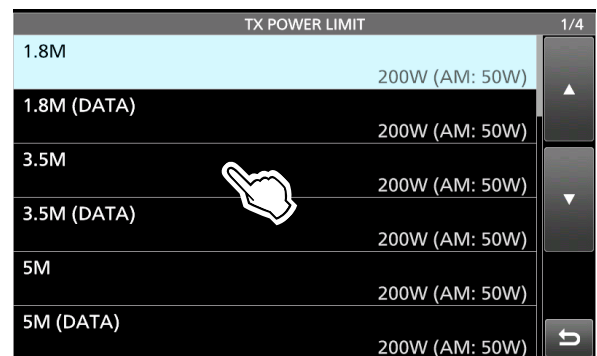 TX POWER LIMIT 1/4
1.8M
200W (AM: 50W)
1.8M (DATA)
200W (AM: 50W)
3.5M
200W (AM: 50W)
3.5M (DATA)
200W (AM: 50W)
5M
200W (AM: 50W)
5M (DATA)
200W (AM: 50W)